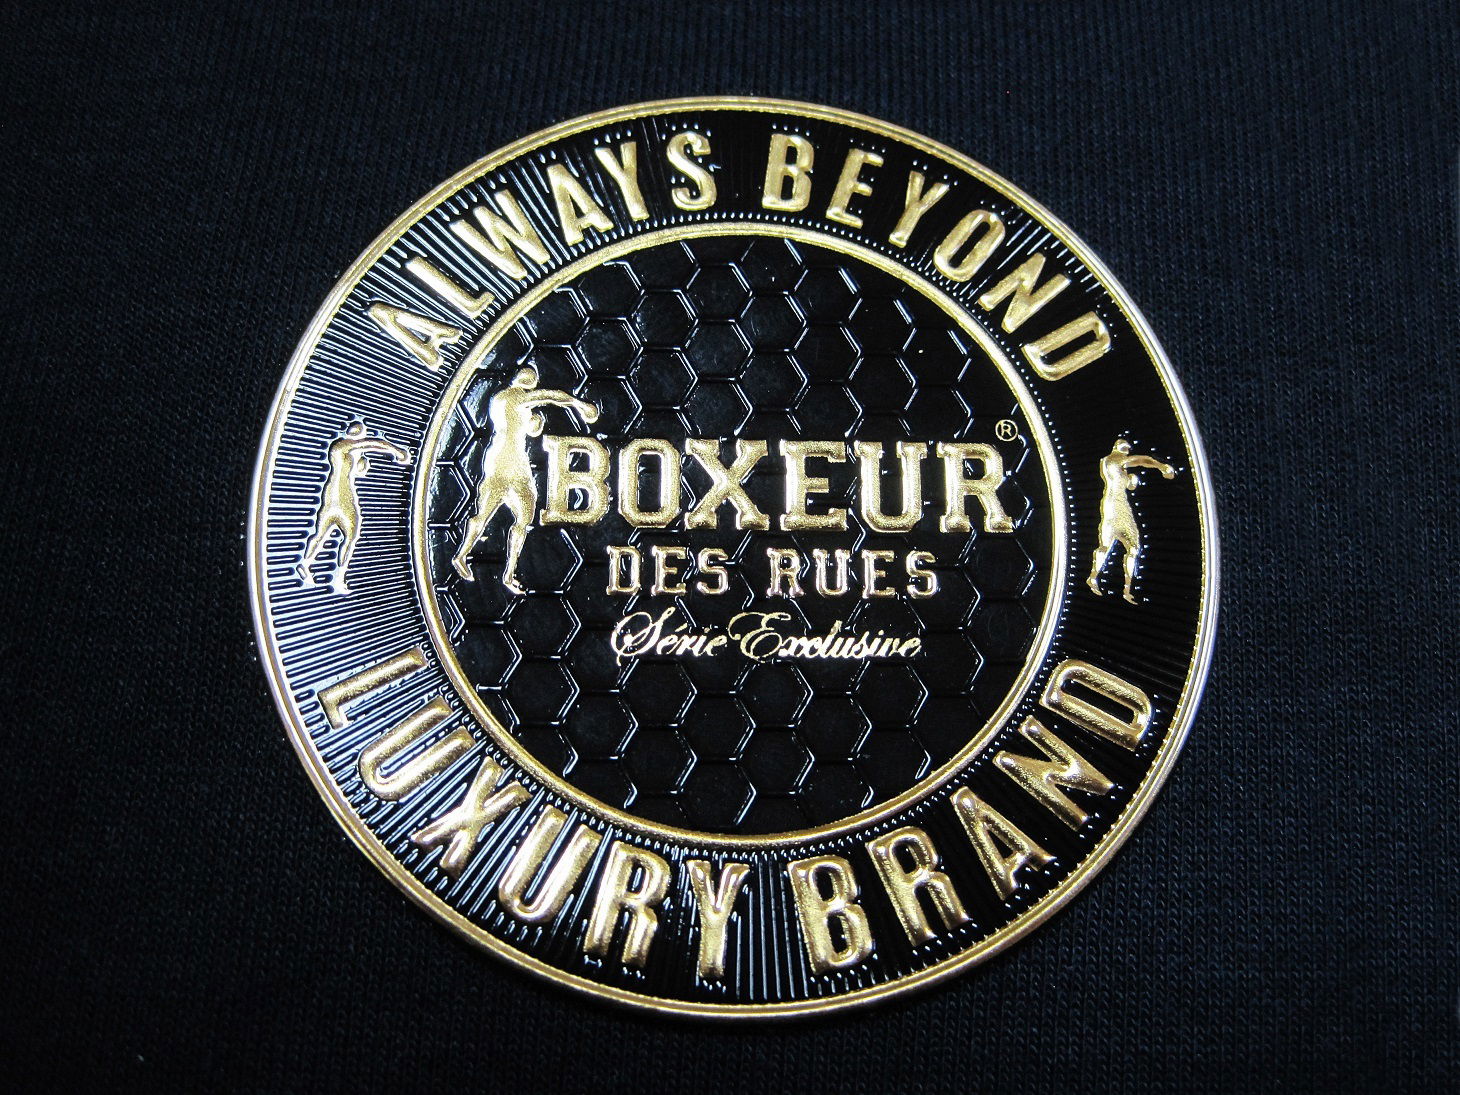 ALWAYS BEYOND
BOXEUR®
DES RUES
Série Exclusive
LUXURY BRAND